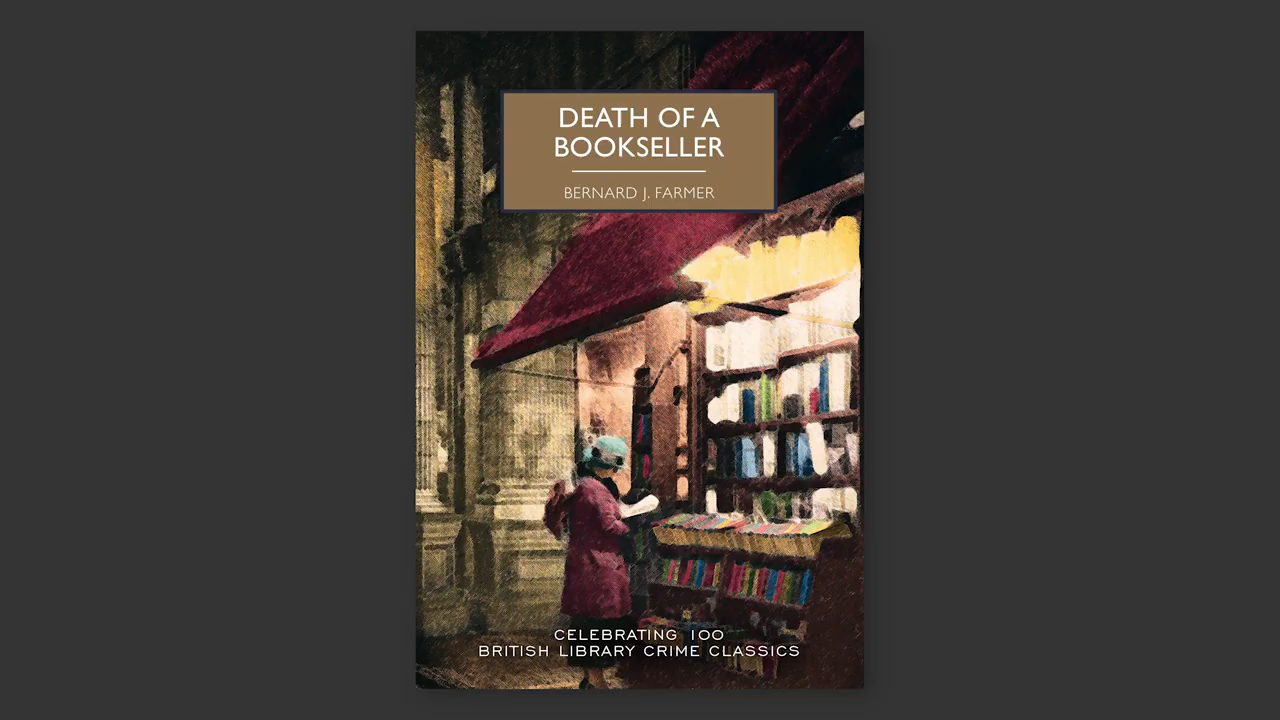 DEATH OF A
BOOKSELLER
BERNARD J. FARMER
CELEBRATING 100
BRITISH LIBRARY CRIME CLASSICS